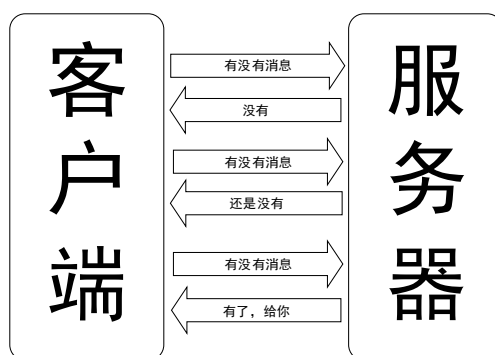 客户端
有没有消息
没有
有没有消息
还是没有
有没有消息
有了，给你
服务器